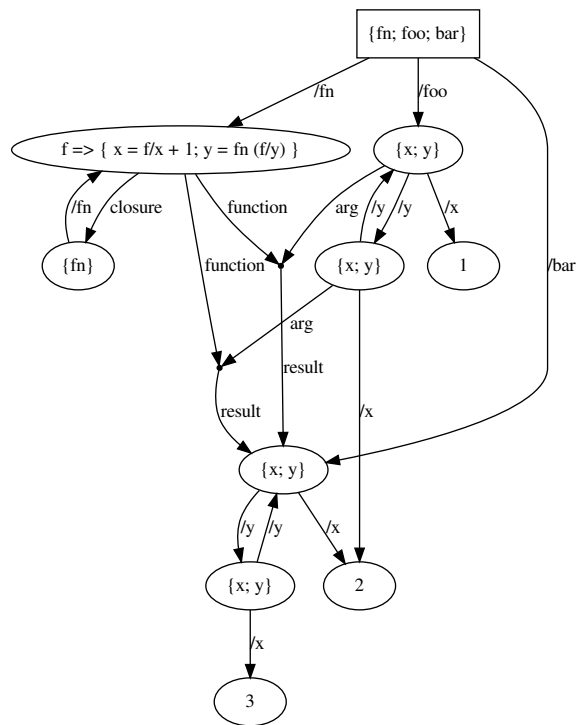 {fn; foo; bar}
/fn
/foo
f => { x = f/x + 1; y = fn (f/y) }
{x; y}
/fn
closure
function
arg
/y
/y
/x
{fn}
function
{x; y}
1
/bar
arg
result
result
/x
{x; y}
/y
/y
/x
{x; y}
2
/x
3